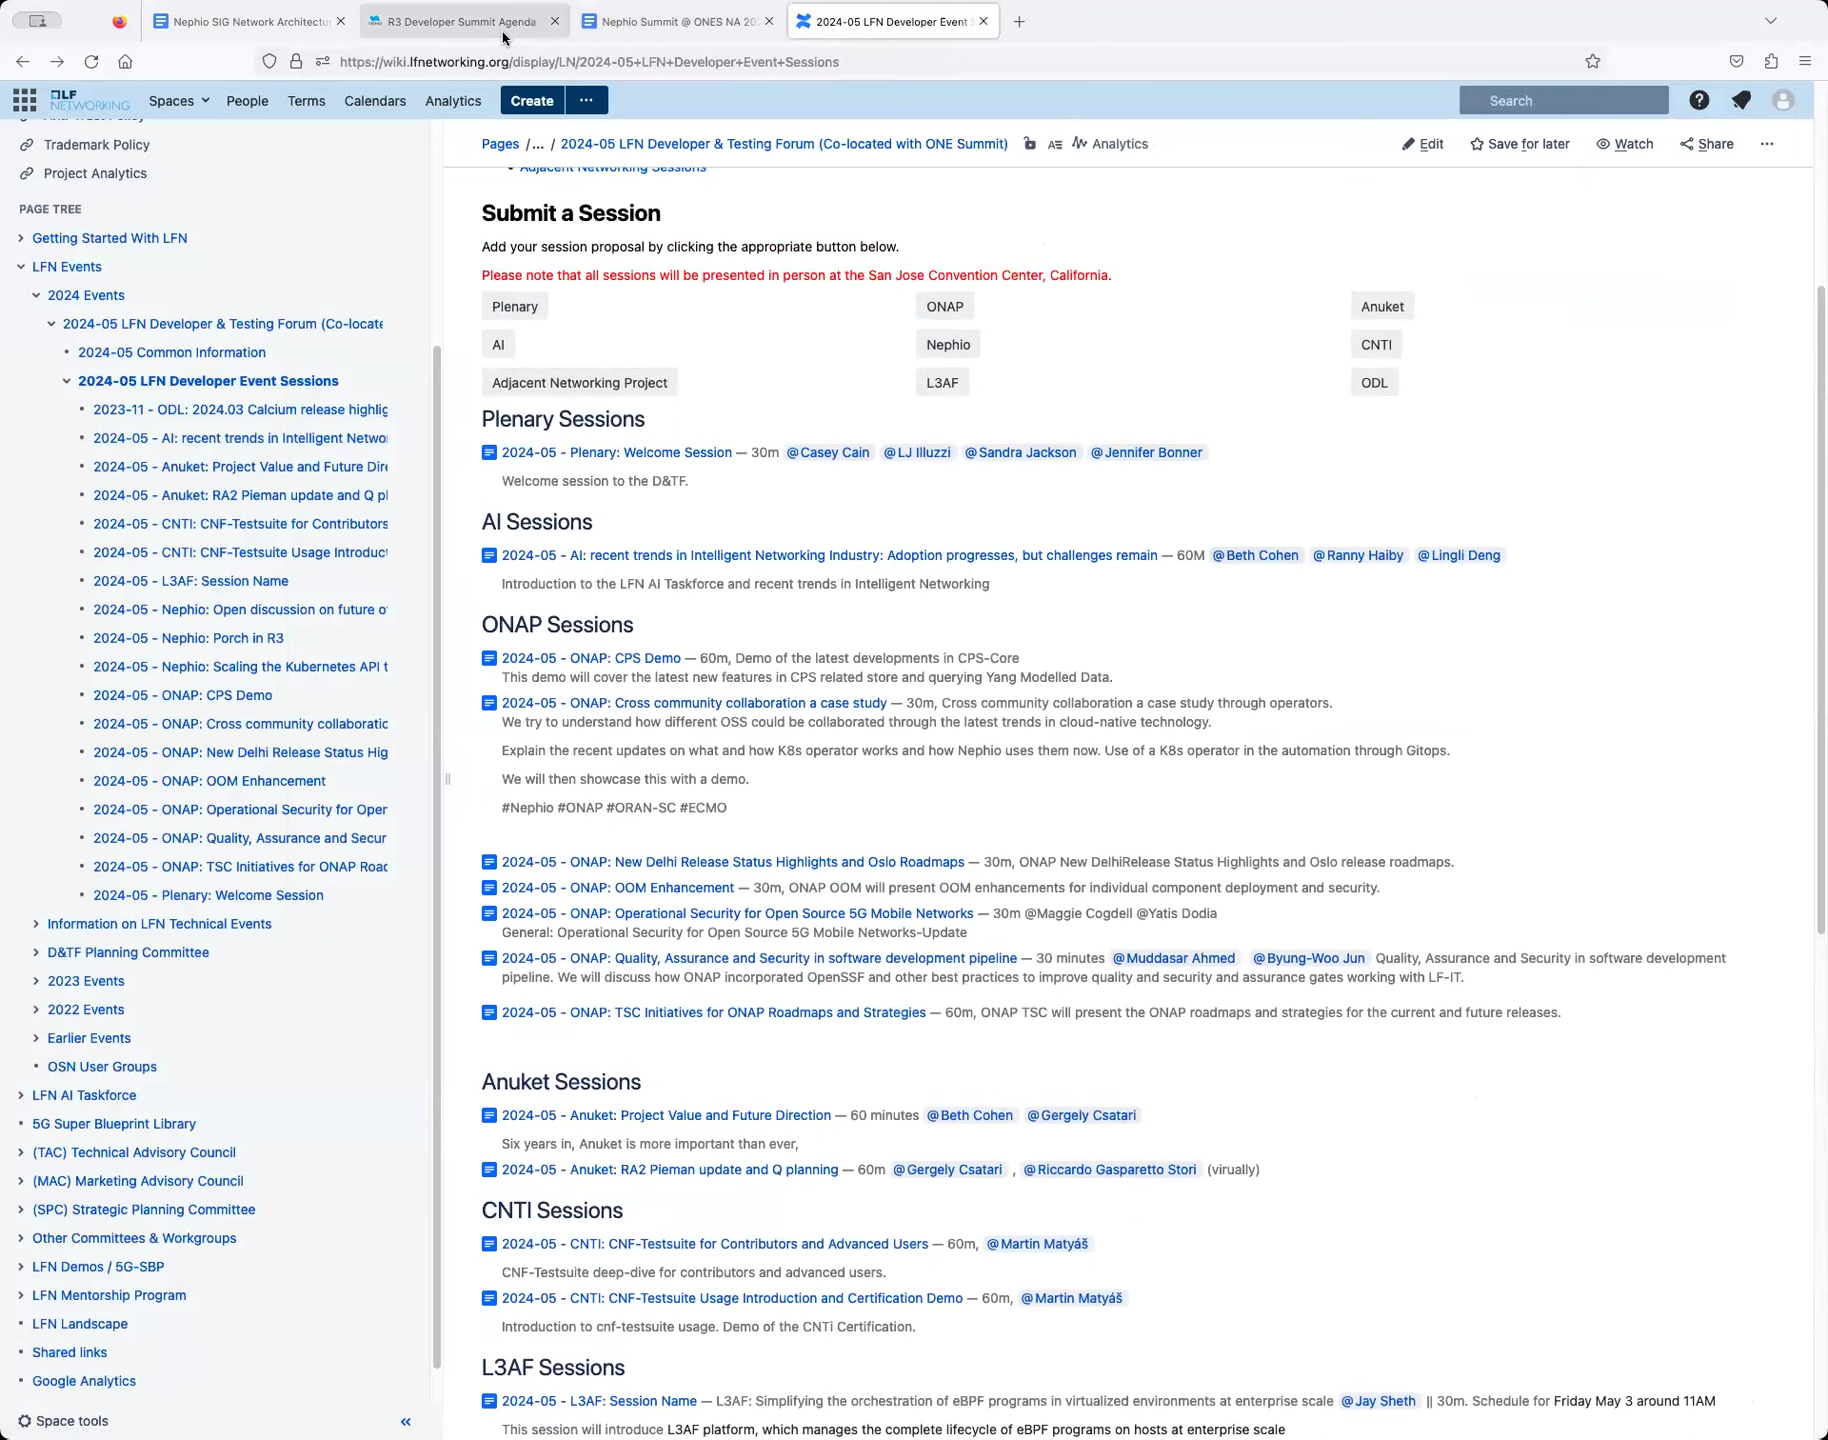 Nephio SIG Network Architectu
R3 Developer Summit Agenda
Nephio Summit @ ONES NA 20
2024-05 LFN Developer Event S
https://wiki.lfnetworking.org/display/LN/2024-05+LFN+Developer+Event+Sessions
LF NETWORKING
Spaces
People
Terms
Calendars
Analytics
Create
Search
Trademark Policy
Project Analytics
PAGE TREE
Getting Started With LFN
LFN Events
2024 Events
2024-05 LFN Developer & Testing Forum (Co-locate
2024-05 Common Information
2024-05 LFN Developer Event Sessions
2023-11 - ODL: 2024.03 Calcium release highlig
2024-05 - AI: recent trends in Intelligent Netwo
2024-05 - Anuket: Project Value and Future Dire
2024-05 - Anuket: RA2 Pieman update and Q pl
2024-05 - CNTI: CNF-Testsuite for Contributors
2024-05 - CNTI: CNF-Testsuite Usage Introduct
2024-05 - L3AF: Session Name
2024-05 - Nephio: Open discussion on future o
2024-05 - Nephio: Porch in R3
2024-05 - Nephio: Scaling the Kubernetes API t
2024-05 - ONAP: CPS Demo
2024-05 - ONAP: Cross community collaboratic
2024-05 - ONAP: New Delhi Release Status Hig
2024-05 - ONAP: OOM Enhancement
2024-05 - ONAP: Operational Security for Oper
2024-05 - ONAP: Quality, Assurance and Secur
2024-05 - ONAP: TSC Initiatives for ONAP Roac
2024-05 - Plenary: Welcome Session
Information on LFN Technical Events
D&TF Planning Committee
2023 Events
2022 Events
Earlier Events
OSN User Groups
LFN AI Taskforce
5G Super Blueprint Library
(TAC) Technical Advisory Council
(MAC) Marketing Advisory Council
(SPC) Strategic Planning Committee
Other Committees & Workgroups
LFN Demos / 5G-SBP
LFN Mentorship Program
LFN Landscape
Shared links
Google Analytics
Space tools
Pages /... / 2024-05 LFN Developer & Testing Forum (Co-located with ONE Summit)
Analytics
Edit
Save for later
Watch
Share
Adjacent Networking Sessions
Submit a Session
Add your session proposal by clicking the appropriate button below.
Please note that all sessions will be presented in person at the San Jose Convention Center, California.
Plenary ONAP Anuket
AI Nephio CNTI
Adjacent Networking Project L3AF ODL
Plenary Sessions
2024-05 - Plenary: Welcome Session — 30m @Casey Cain @LJ Illuzzi @Sandra Jackson @Jennifer Bonner
Welcome session to the D&TF.
AI Sessions
2024-05 - AI: recent trends in Intelligent Networking Industry: Adoption progresses, but challenges remain — 60M @Beth Cohen @Ranny Haiby @Lingli Deng
Introduction to the LFN AI Taskforce and recent trends in Intelligent Networking
ONAP Sessions
2024-05 - ONAP: CPS Demo — 60m, Demo of the latest developments in CPS-Core
This demo will cover the latest new features in CPS related store and querying Yang Modelled Data.
2024-05 - ONAP: Cross community collaboration a case study — 30m, Cross community collaboration a case study through operators.
We try to understand how different OSS could be collaborated through the latest trends in cloud-native technology.
Explain the recent updates on what and how K8s operator works and how Nephio uses them now. Use of a K8s operator in the automation through Gitops.
We will then showcase this with a demo.
#Nephio #ONAP #ORAN-SC #ECMO
2024-05 - ONAP: New Delhi Release Status Highlights and Oslo Roadmaps — 30m, ONAP New DelhiRelease Status Highlights and Oslo release roadmaps.
2024-05 - ONAP: OOM Enhancement — 30m, ONAP OOM will present OOM enhancements for individual component deployment and security.
2024-05 - ONAP: Operational Security for Open Source 5G Mobile Networks — 30m @Maggie Cogdell @Yatis Dodia
General: Operational Security for Open Source 5G Mobile Networks-Update
2024-05 - ONAP: Quality, Assurance and Security in software development pipeline — 30 minutes @Muddasar Ahmed @Byung-Woo Jun Quality, Assurance and Security in software development
pipeline. We will discuss how ONAP incorporated OpenSSF and other best practices to improve quality and security and assurance gates working with LF-IT.
2024-05 - ONAP: TSC Initiatives for ONAP Roadmaps and Strategies — 60m, ONAP TSC will present the ONAP roadmaps and strategies for the current and future releases.
Anuket Sessions
2024-05 - Anuket: Project Value and Future Direction — 60 minutes @Beth Cohen @Gergely Csatari
Six years in, Anuket is more important than ever,
2024-05 - Anuket: RA2 Pieman update and Q planning — 60m @Gergely Csatari , @Riccardo Gasparetto Stori (virually)
CNTI Sessions
2024-05 - CNTI: CNF-Testsuite for Contributors and Advanced Users — 60m, @Martin Matyáš
CNF-Testsuite deep-dive for contributors and advanced users.
2024-05 - CNTI: CNF-Testsuite Usage Introduction and Certification Demo — 60m, @Martin Matyáš
Introduction to cnf-testsuite usage. Demo of the CNTi Certification.
L3AF Sessions
2024-05 - L3AF: Session Name — L3AF: Simplifying the orchestration of eBPF programs in virtualized environments at enterprise scale @Jay Sheth || 30m. Schedule for Friday May 3 around 11AM
This session will introduce L3AF platform, which manages the complete lifecycle of eBPF programs on hosts at enterprise scale